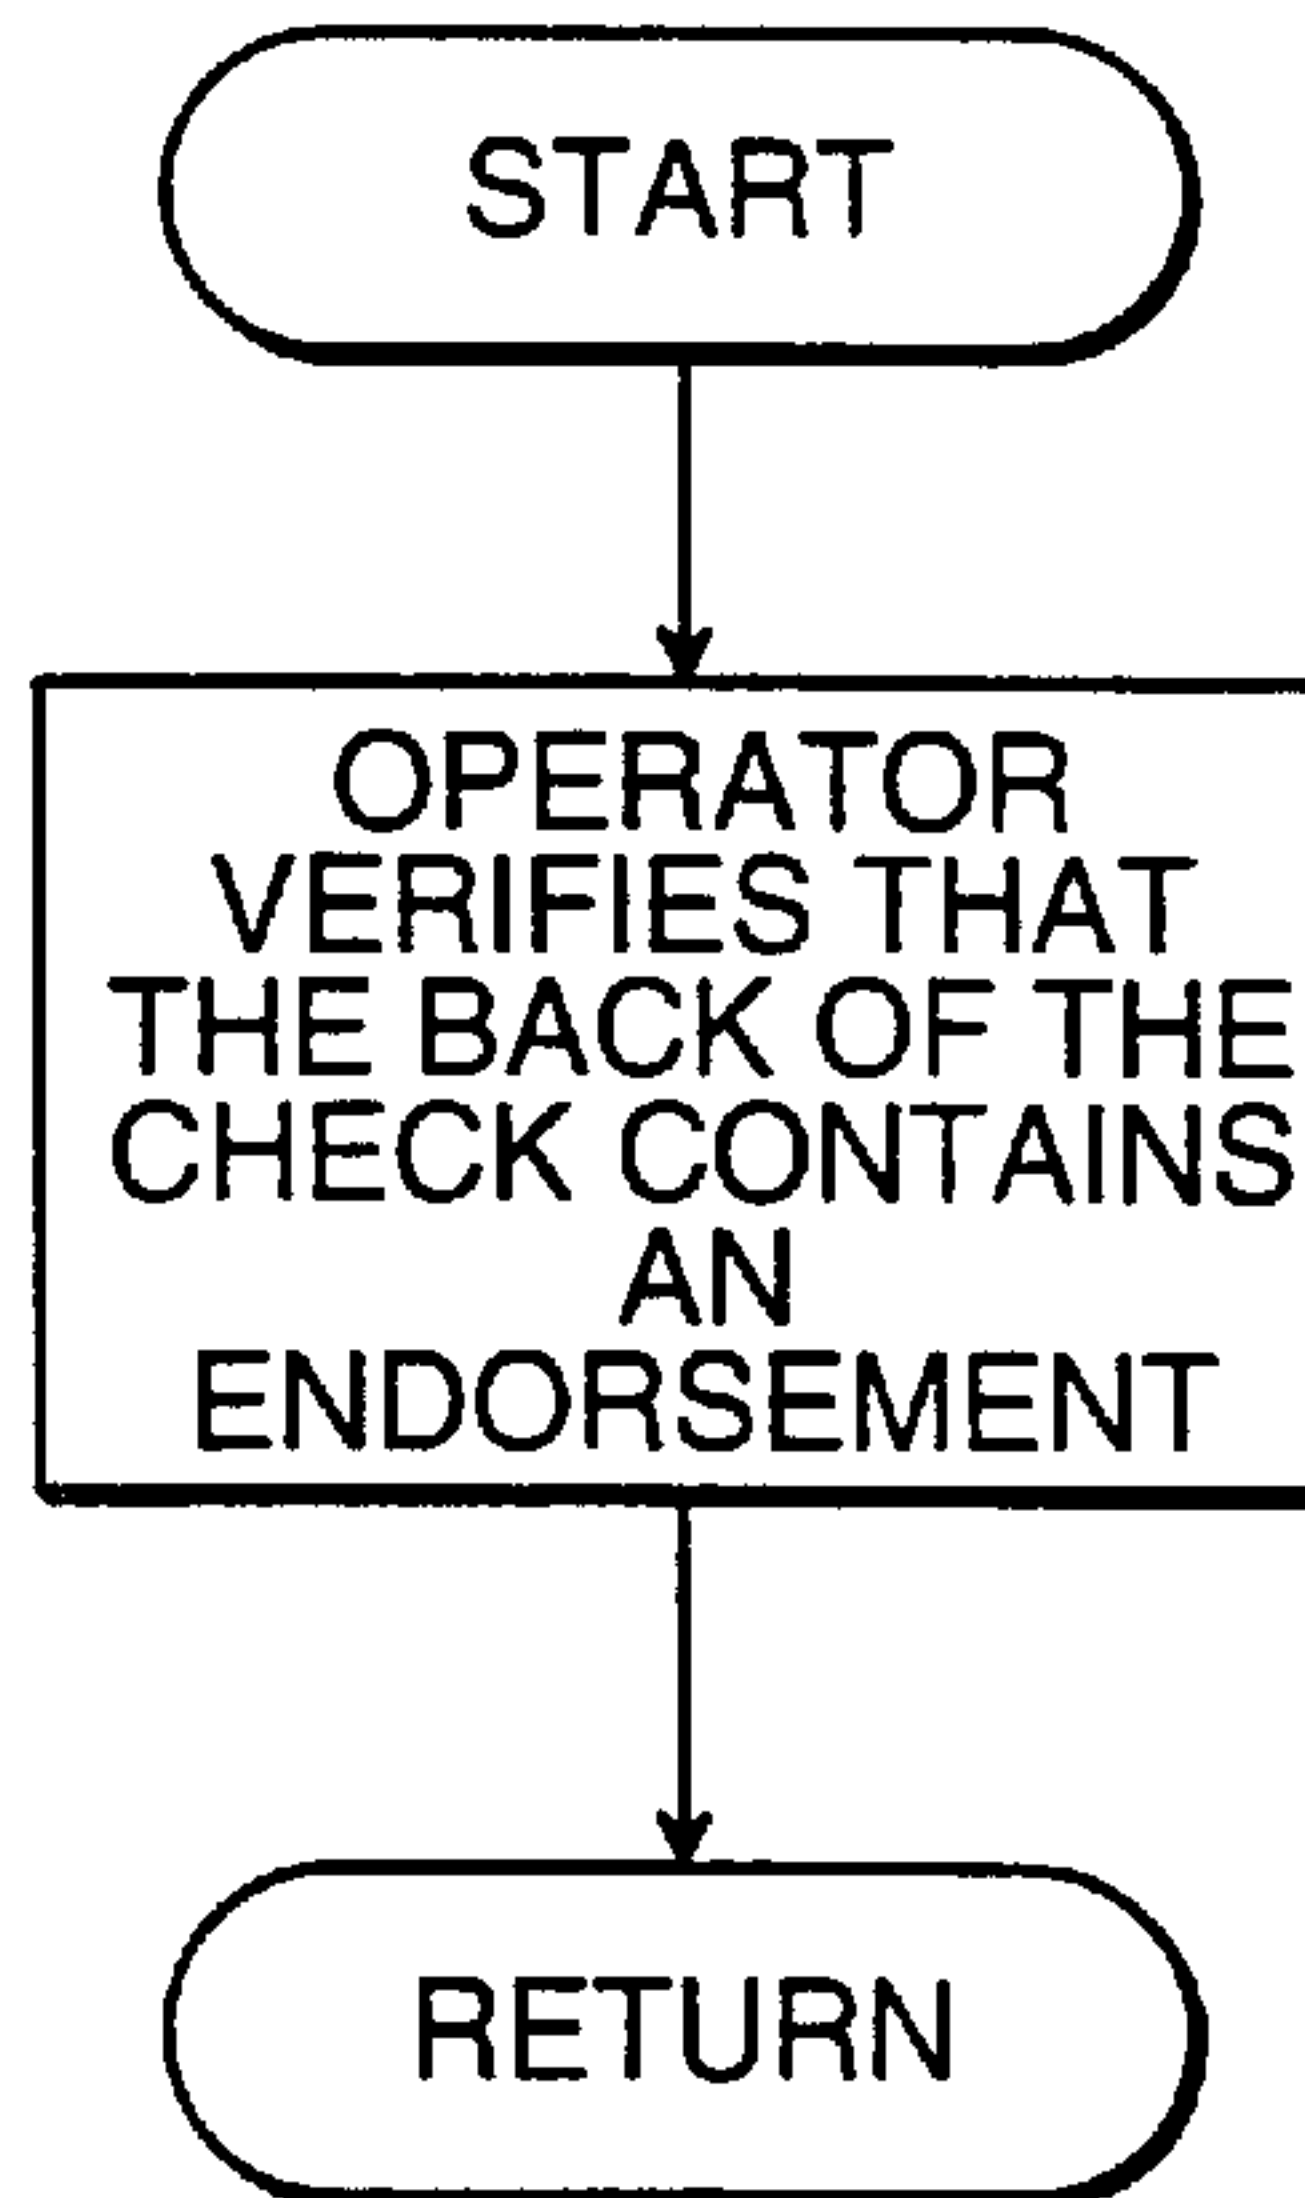 START
OPERATOR
VERIFIES THAT
THE BACK OF THE
CHECK CONTAINS
AN
ENDORSEMENT
RETURN